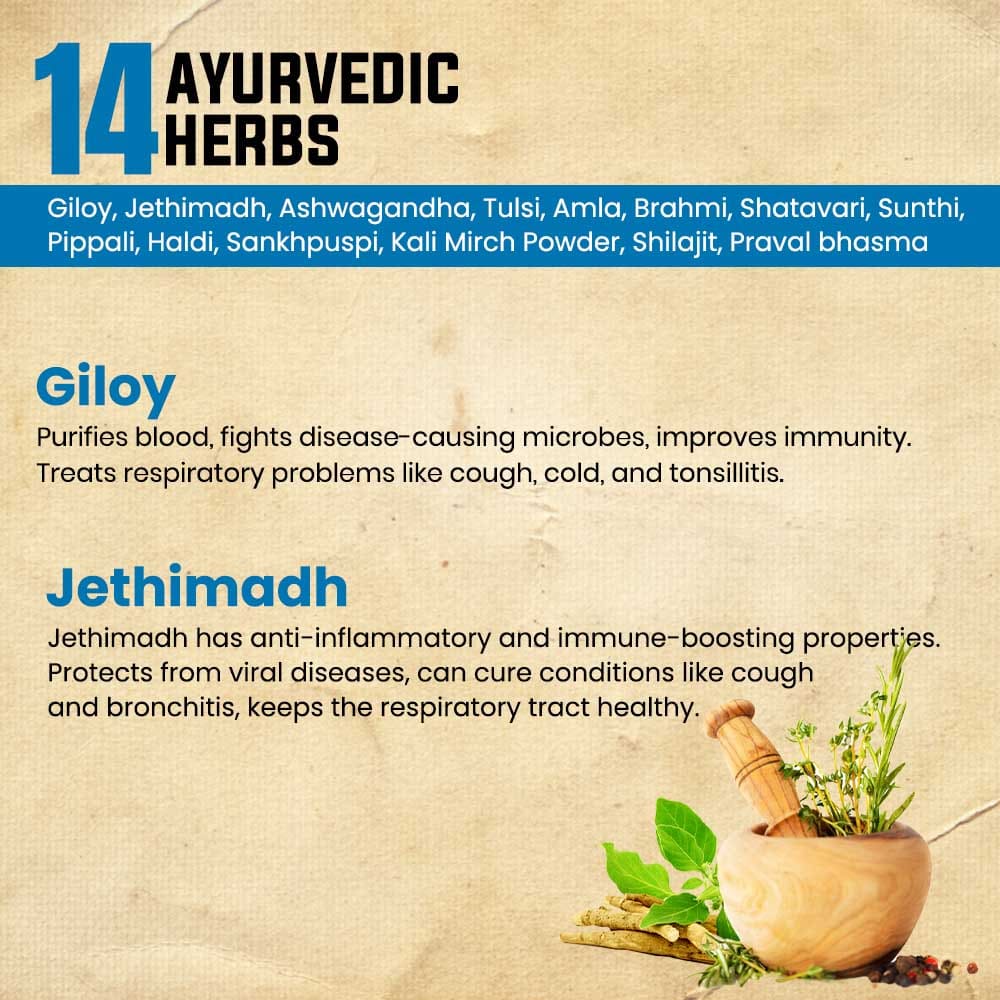 14 AYURVEDIC
HERBS
Giloy, Jethimadh, Ashwagandha, Tulsi, Amla, Brahmi, Shatavari, Sunthi,
Pippali, Haldi, Sankhpuspi, Kali Mirch Powder, Shilajit, Praval bhasma
Giloy
Purifies blood, fights disease-causing microbes, improves immunity.
Treats respiratory problems like cough, cold, and tonsillitis.
Jethimadh
Jethimadh has anti-inflammatory and immune-boosting properties.
Protects from viral diseases, can cure conditions like cough
and bronchitis, keeps the respiratory tract healthy.